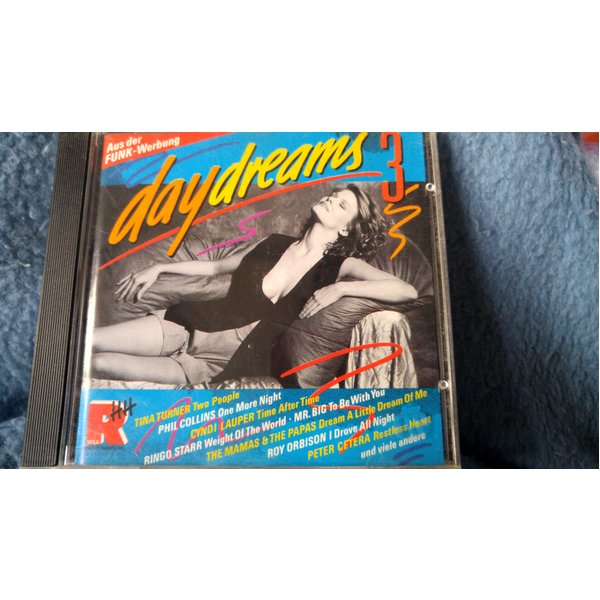 Aus der
FUNK-Werbung
daydreams 3
HH
R
TINA TURNER Two People
PHIL COLLINS One More Night
CYNDI LAUPER Time After Time · MR. BIG To Be With You
RINGO STARR Weight Of The World
THE MAMAS & THE PAPAS Dream A Little Dream Of Me
ROY ORBISON I Drove All Night
PETER CETERA Restless Heart
und viele andere